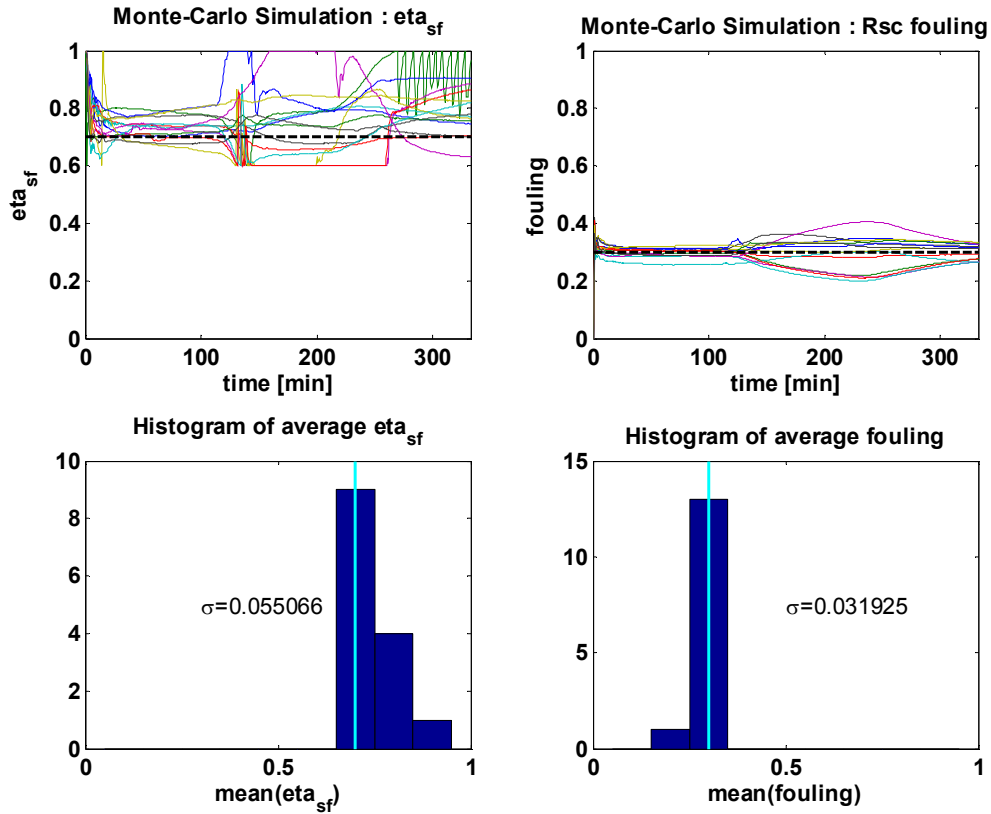 Monte-Carlo Simulation : eta_sf
1
0.8
0.6
0.4
0.2
0
eta_sf
0 100 200 300
time [min]
Monte-Carlo Simulation : Rsc fouling
1
0.8
0.6
0.4
0.2
0
fouling
0 100 200 300
time [min]
Histogram of average eta_sf
10
8
6
4
2
0
σ=0.055066
0 0.5 1
mean(eta_sf)
Histogram of average fouling
15
10
5
0
σ=0.031925
0 0.5 1
mean(fouling)